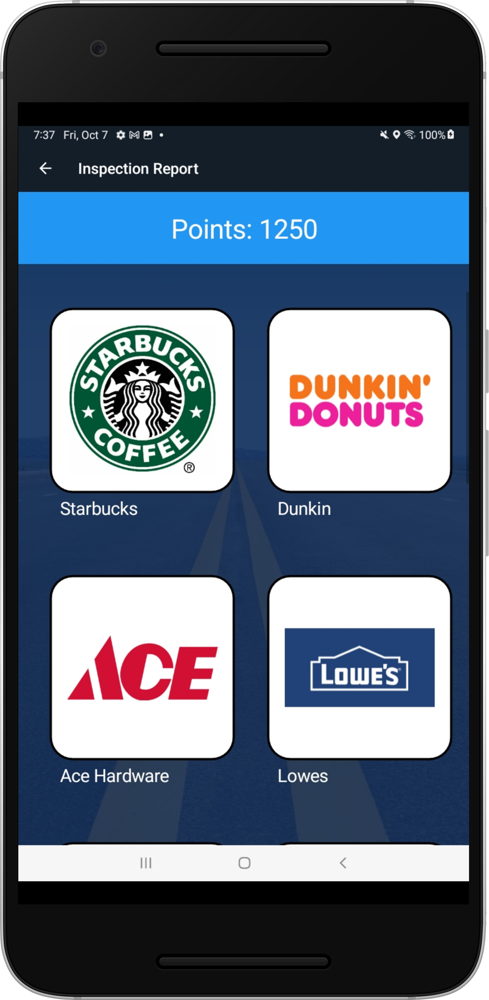 7:37 Fri, Oct 7
100%
Inspection Report
Points: 1250
STARBUCKS
COFFEE
®
DUNKIN'
DONUTS
Starbucks
Dunkin
ACE
LOWE'S
Ace Hardware
Lowes